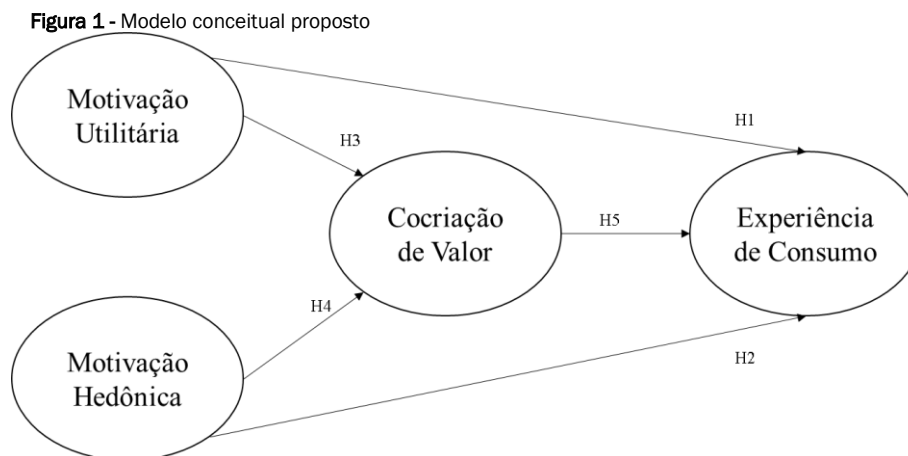 Figura 1 - Modelo conceitual proposto
Motivação
Utilitária
H1
H3
Cocriação
de Valor
H5
Experiência
de Consumo
H4
Motivação
Hedônica
H2